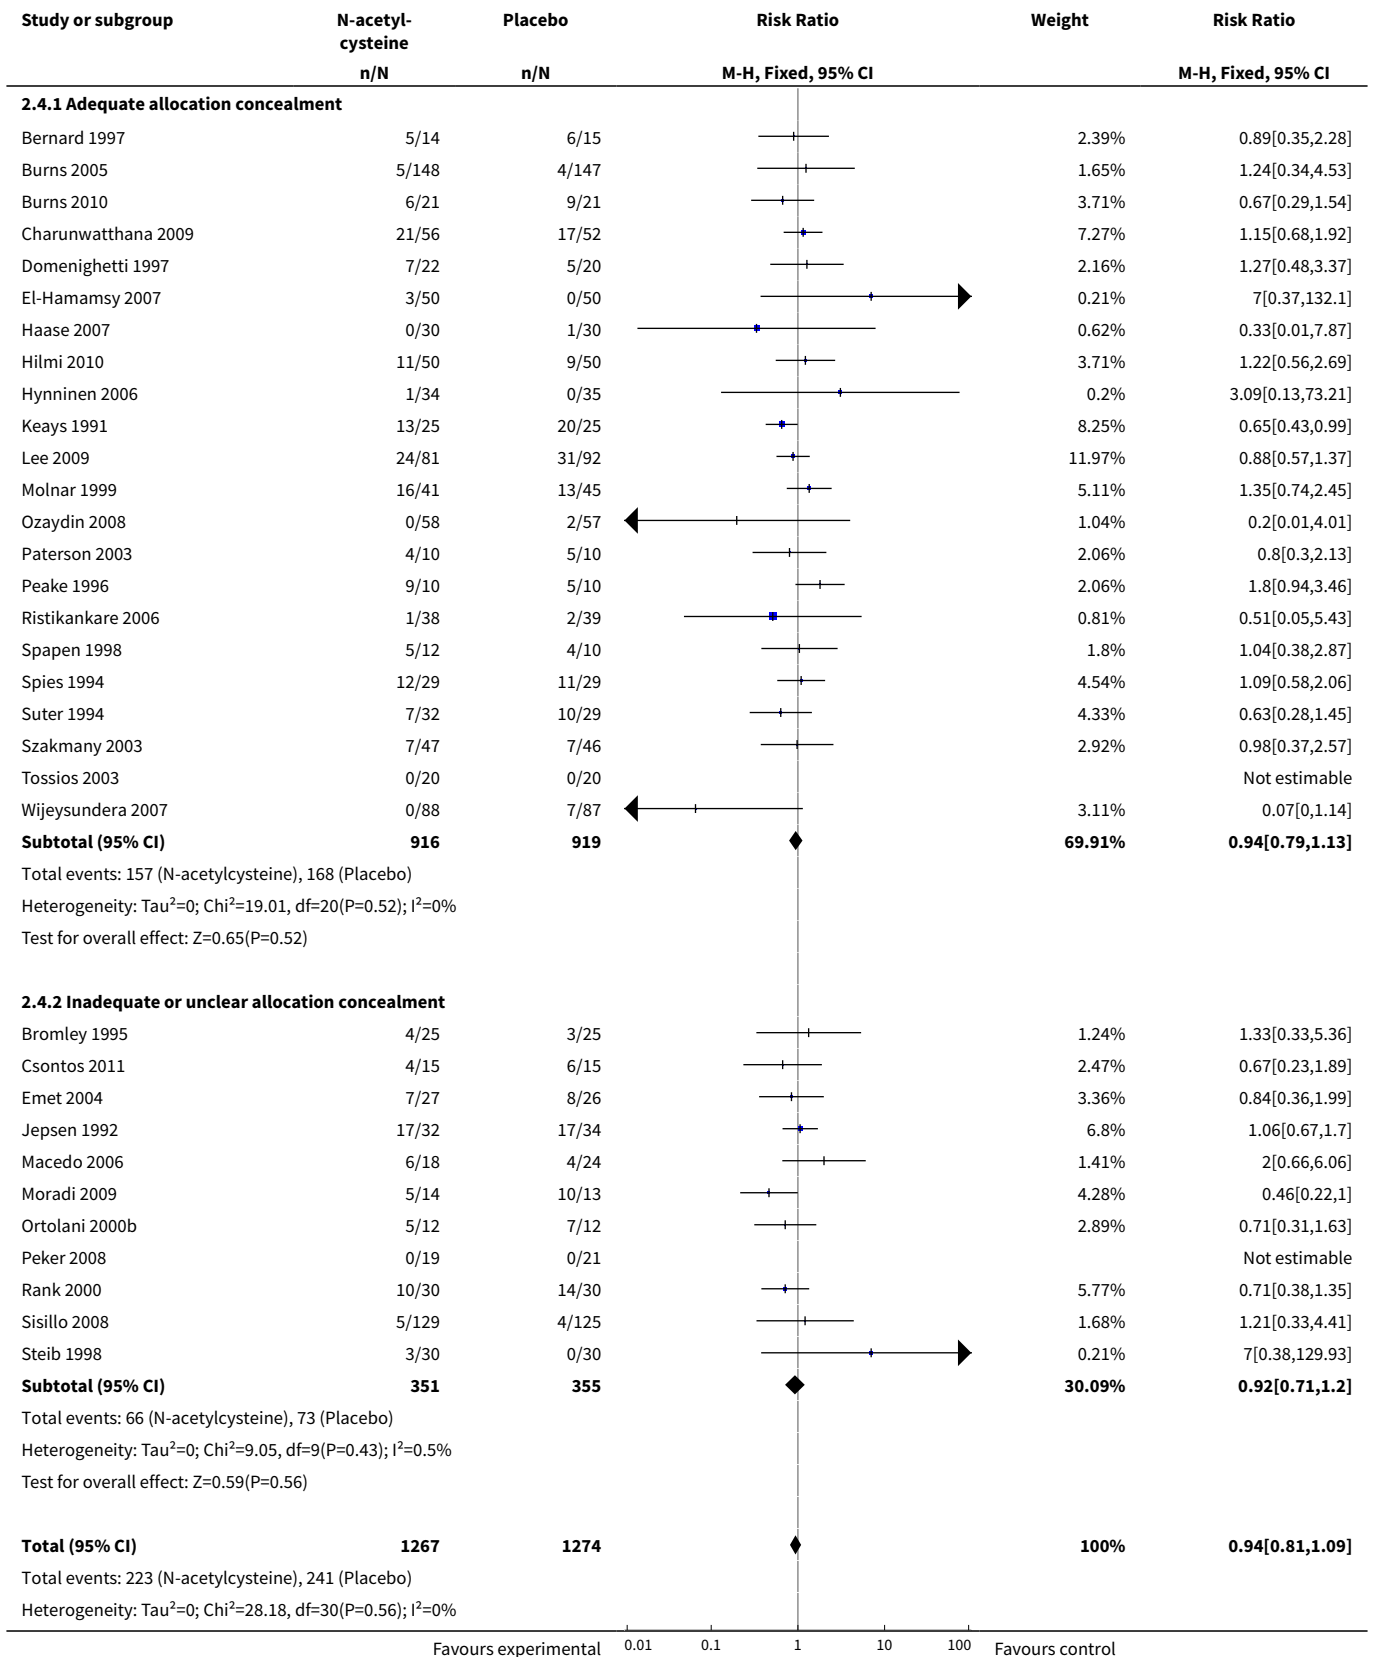 Study or subgroup N-acetyl-cysteine Placebo Risk Ratio Weight Risk Ratio
n/N n/N M-H, Fixed, 95% CI M-H, Fixed, 95% CI
2.4.1 Adequate allocation concealment
Bernard 1997 5/14 6/15 2.39% 0.89[0.35,2.28]
Burns 2005 5/148 4/147 1.65% 1.24[0.34,4.53]
Burns 2010 6/21 9/21 3.71% 0.67[0.29,1.54]
Charunwatthana 2009 21/56 17/52 7.27% 1.15[0.68,1.92]
Domenighetti 1997 7/22 5/20 2.16% 1.27[0.48,3.37]
El-Hamamsy 2007 3/50 0/50 0.21% 7[0.37,132.1]
Haase 2007 0/30 1/30 0.62% 0.33[0.01,7.87]
Hilmi 2010 11/50 9/50 3.71% 1.22[0.56,2.69]
Hynninen 2006 1/34 0/35 0.2% 3.09[0.13,73.21]
Keays 1991 13/25 20/25 8.25% 0.65[0.43,0.99]
Lee 2009 24/81 31/92 11.97% 0.88[0.57,1.37]
Molnar 1999 16/41 13/45 5.11% 1.35[0.74,2.45]
Ozaydin 2008 0/58 2/57 1.04% 0.2[0.01,4.01]
Paterson 2003 4/10 5/10 2.06% 0.8[0.3,2.13]
Peake 1996 9/10 5/10 2.06% 1.8[0.94,3.46]
Ristikankare 2006 1/38 2/39 0.81% 0.51[0.05,5.43]
Spapen 1998 5/12 4/10 1.8% 1.04[0.38,2.87]
Spies 1994 12/29 11/29 4.54% 1.09[0.58,2.06]
Suter 1994 7/32 10/29 4.33% 0.63[0.28,1.45]
Szakmany 2003 7/47 7/46 2.92% 0.98[0.37,2.57]
Tossios 2003 0/20 0/20 Not estimable
Wijeysundera 2007 0/88 7/87 3.11% 0.07[0,1.14]
Subtotal (95% CI) 916 919 69.91% 0.94[0.79,1.13]
Total events: 157 (N-acetylcysteine), 168 (Placebo)
Heterogeneity: Tau²=0; Chi²=19.01, df=20(P=0.52); I²=0%
Test for overall effect: Z=0.65(P=0.52)
2.4.2 Inadequate or unclear allocation concealment
Bromley 1995 4/25 3/25 1.24% 1.33[0.33,5.36]
Csontos 2011 4/15 6/15 2.47% 0.67[0.23,1.89]
Emet 2004 7/27 8/26 3.36% 0.84[0.36,1.99]
Jepsen 1992 17/32 17/34 6.8% 1.06[0.67,1.7]
Macedo 2006 6/18 4/24 1.41% 2[0.66,6.06]
Moradi 2009 5/14 10/13 4.28% 0.46[0.22,1]
Ortolani 2000b 5/12 7/12 2.89% 0.71[0.31,1.63]
Peker 2008 0/19 0/21 Not estimable
Rank 2000 10/30 14/30 5.77% 0.71[0.38,1.35]
Sisillo 2008 5/129 4/125 1.68% 1.21[0.33,4.41]
Steib 1998 3/30 0/30 0.21% 7[0.38,129.93]
Subtotal (95% CI) 351 355 30.09% 0.92[0.71,1.2]
Total events: 66 (N-acetylcysteine), 73 (Placebo)
Heterogeneity: Tau²=0; Chi²=9.05, df=9(P=0.43); I²=0.5%
Test for overall effect: Z=0.59(P=0.56)
Total (95% CI) 1267 1274 100% 0.94[0.81,1.09]
Total events: 223 (N-acetylcysteine), 241 (Placebo)
Heterogeneity: Tau²=0; Chi²=28.18, df=30(P=0.56); I²=0%
Favours experimental 0.01 0.1 1 10 100 Favours control